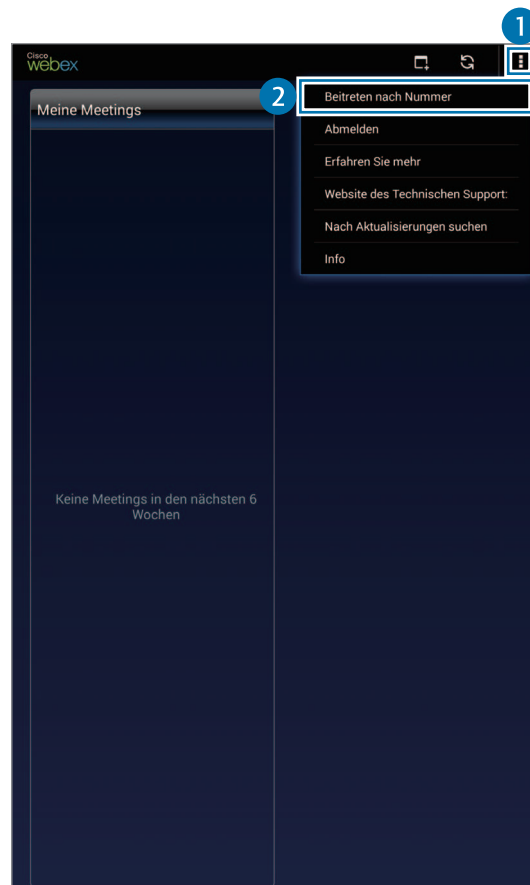 1
Cisco
webex
2
Beitreten nach Nummer
Meine Meetings
Abmelden
Erfahren Sie mehr
Website des Technischen Support:
Nach Aktualisierungen suchen
Info
Keine Meetings in den nächsten 6
Wochen